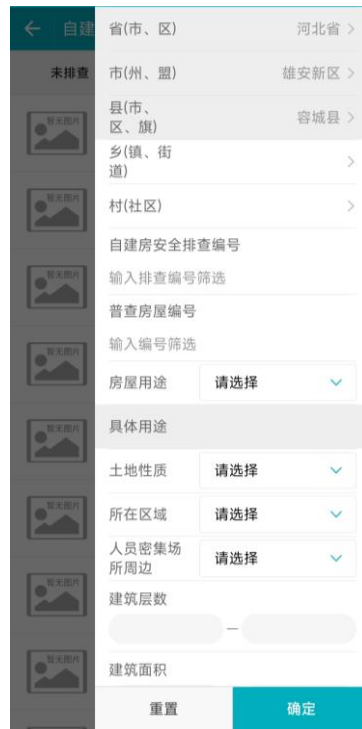 自建
未排查
暂无图片
暂无图片
暂无图片
暂无图片
暂无图片
暂无图片
暂无图片
省(市、区)
河北省
市(州、盟)
雄安新区
县(市、
区、旗)
容城县
乡(镇、街
道)
村(社区)
自建房安全排查编号
输入排查编号筛选
普查房屋编号
输入编号筛选
房屋用途
请选择
具体用途
土地性质
请选择
所在区域
请选择
人员密集场
所周边
请选择
建筑层数
—
建筑面积
重置
确定